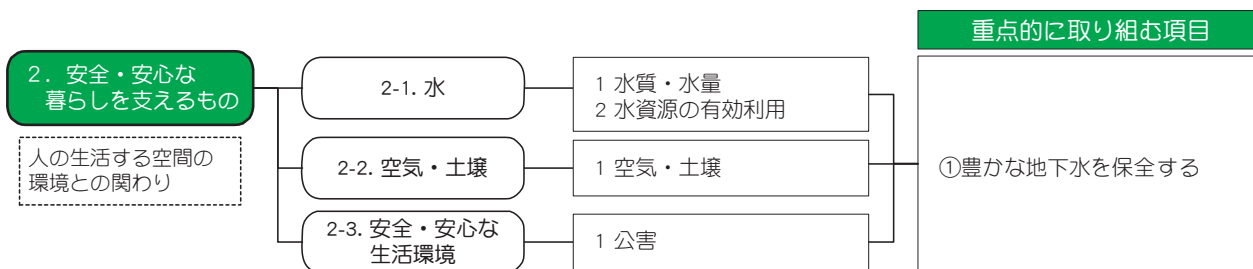 重点的に取り組む項目
2. 安全・安心な
暮らしを支えるもの
人の生活する空間の
環境との関わり
2-1. 水
1 水質・水量
2 水資源の有効利用
2-2. 空気・土壌
1 空気・土壌
2-3. 安全・安心な
生活環境
1 公害
①豊かな地下水を保全する